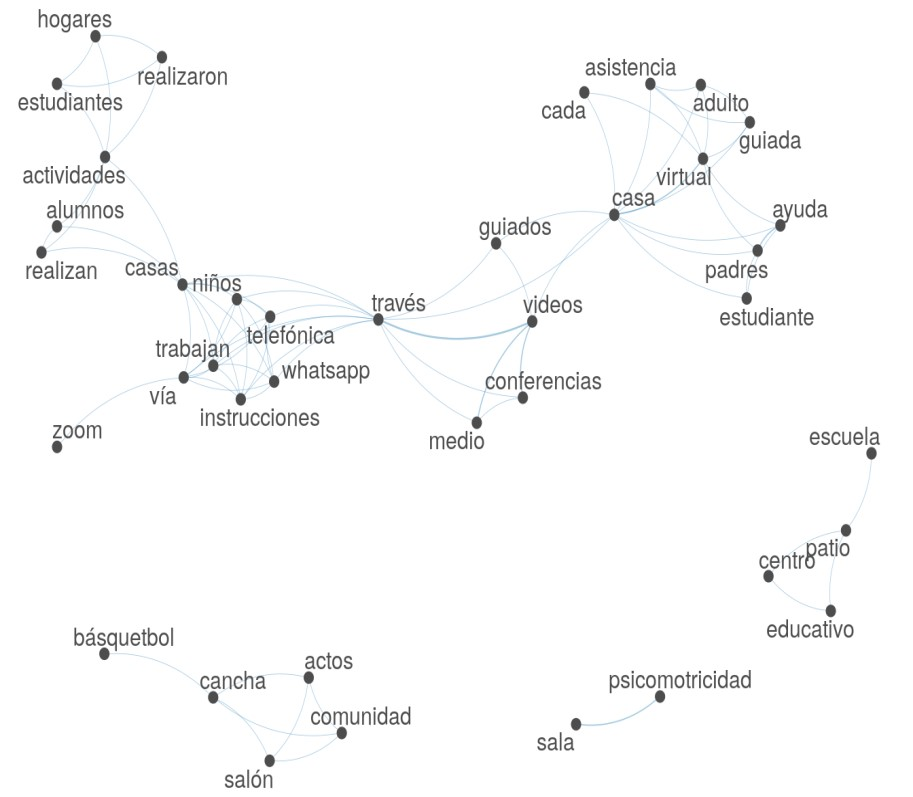 hogares
realizaron
estudiantes
asistencia
cada
adulto
guiada
actividades
virtual
alumnos
casa
ayuda
guiados
realizan
casas
niños
padres
través
videos
estudiante
telefónica
trabajan
whatsapp
conferencias
vía
instrucciones
zoom
medio
escuela
patio
centro
educativo
básquetbol
actos
cancha
psicomotricidad
comunidad
sala
salón